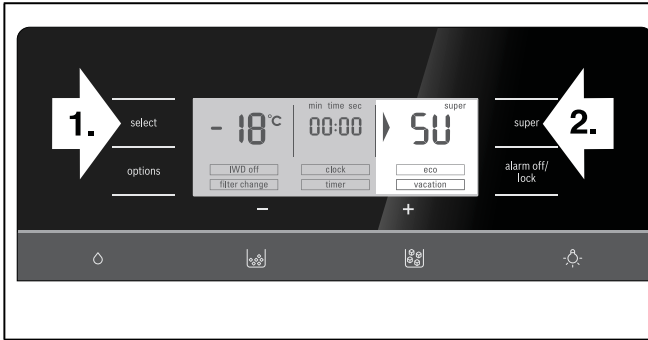 min time sec
super
1.
select
- 18°C
00:00
SU
super
2.
options
IWD off
clock
eco
alarm off/
lock
filter change
timer
vacation
−
+